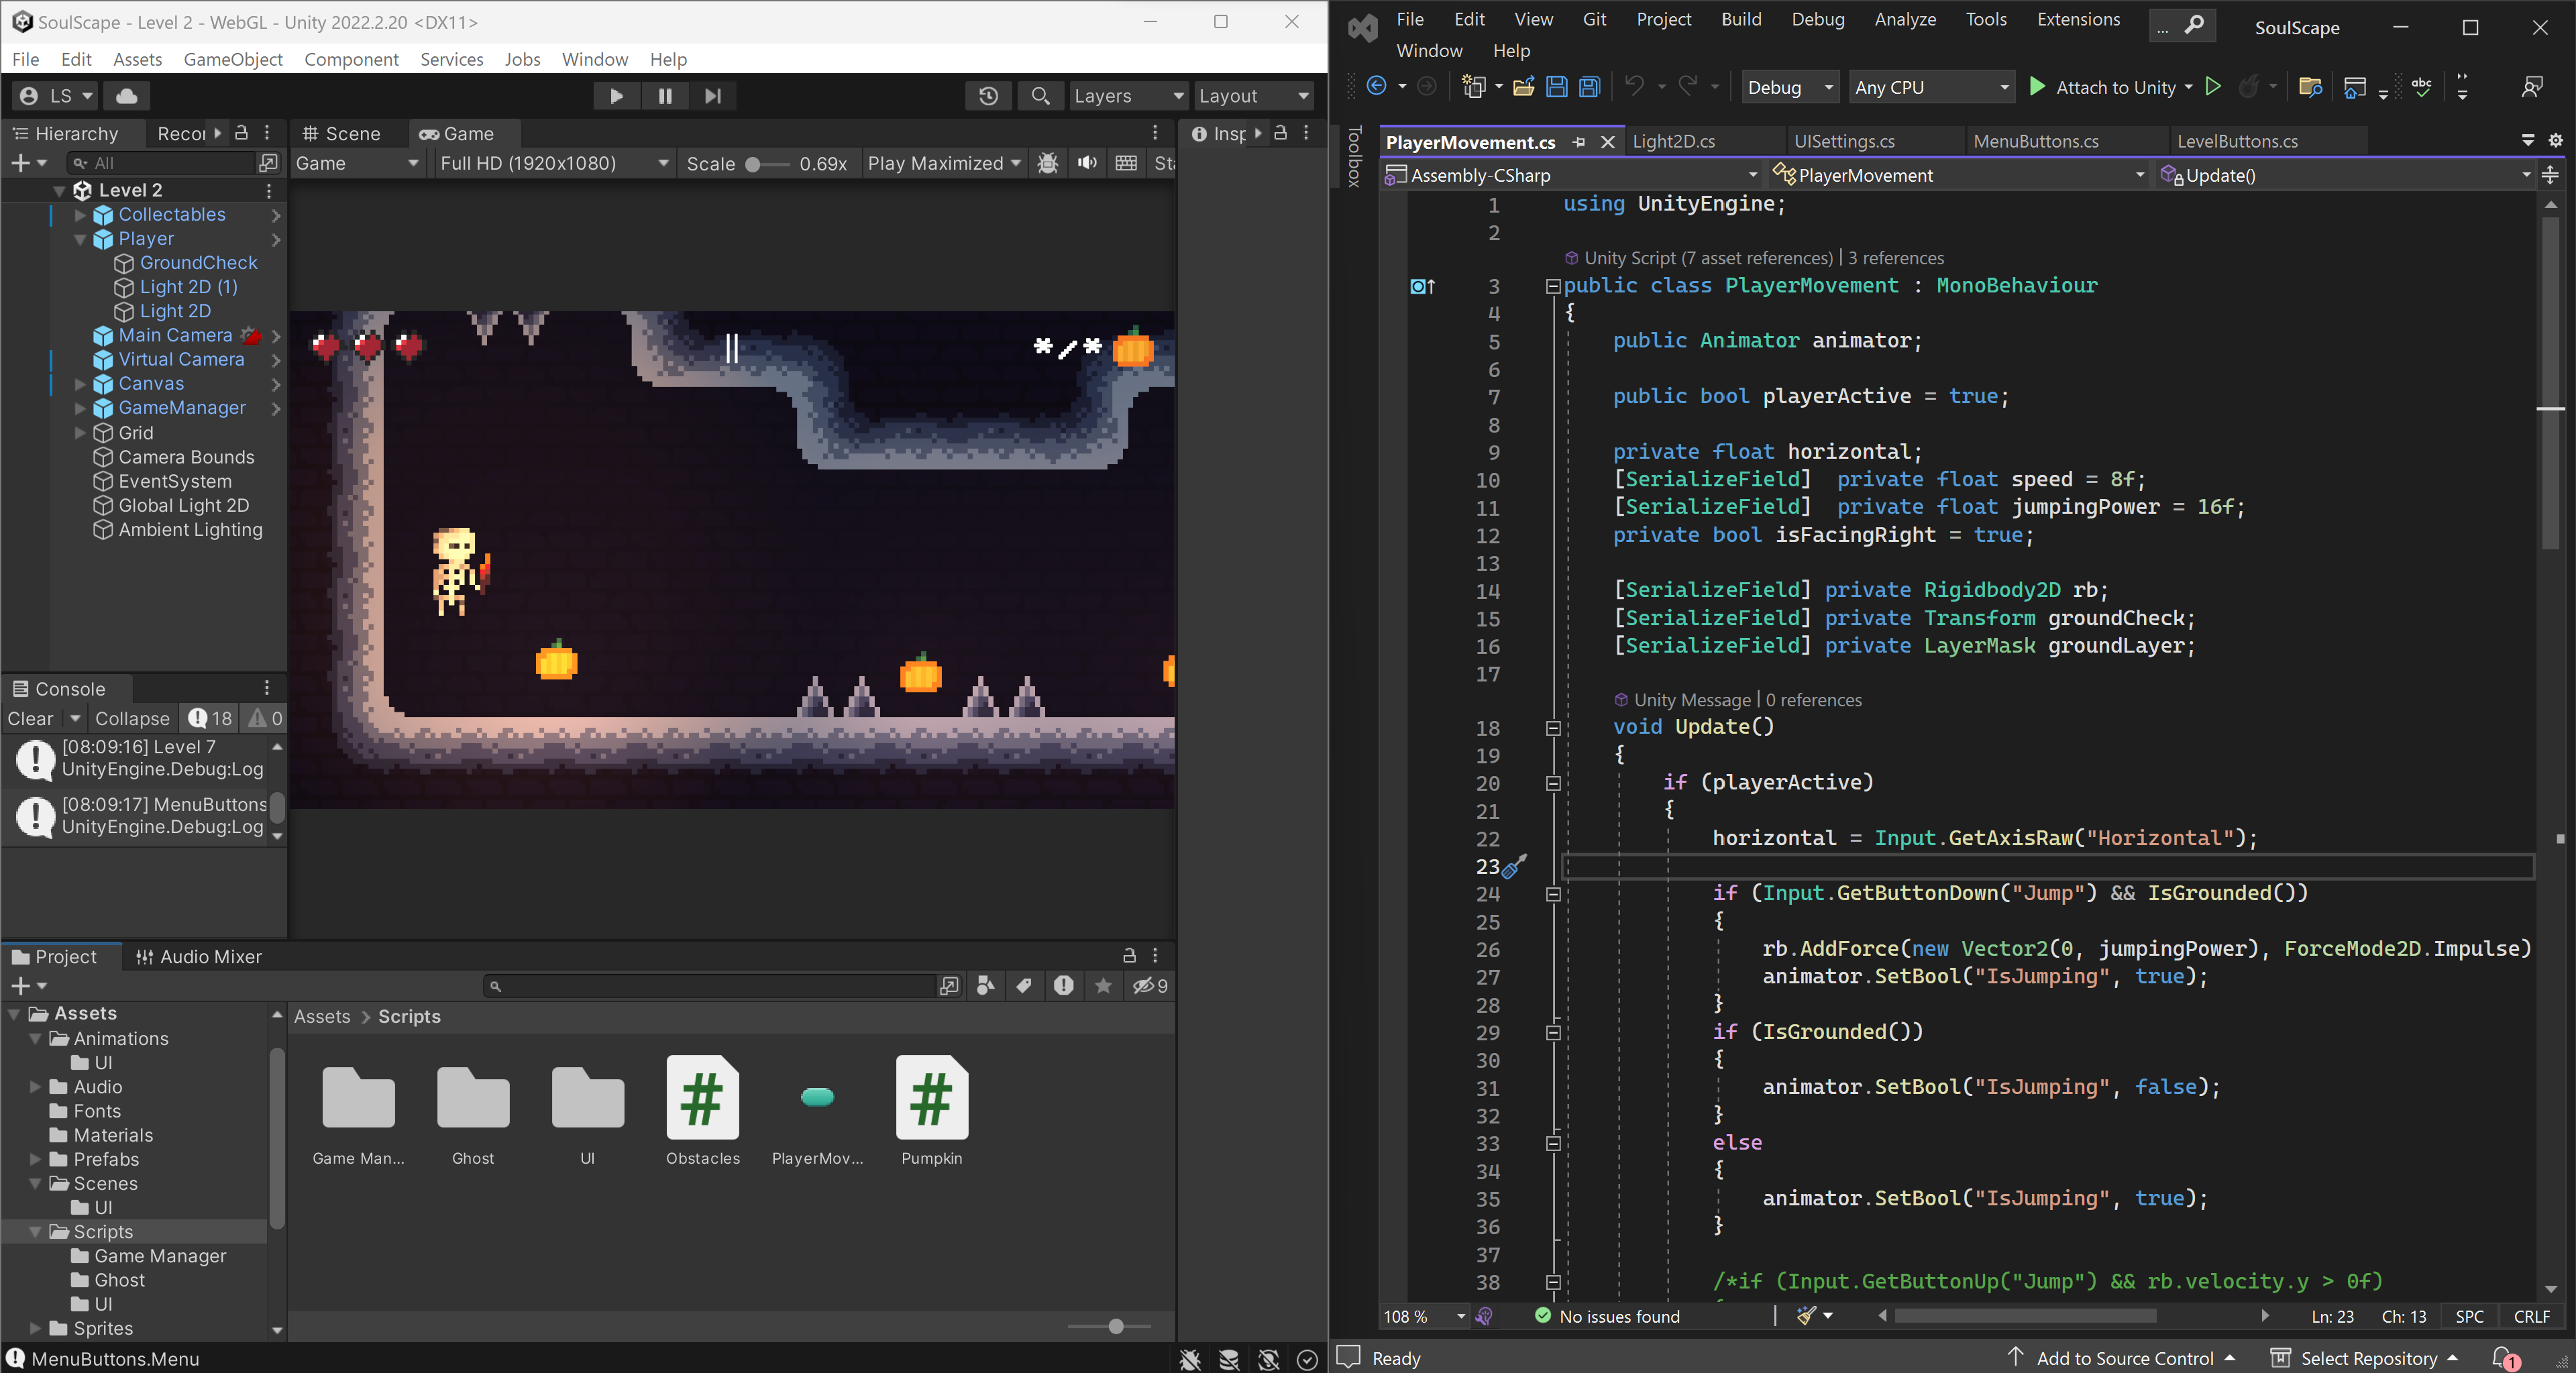 SoulScape - Level 2 - WebGL - Unity 2022.2.20 <DX11>
File Edit Assets GameObject Component Services Jobs Window Help
LS Layers Layout
Hierarchy Recor
All
Level 2
Collectables
Player
GroundCheck
Light 2D (1)
Light 2D
Main Camera
Virtual Camera
Canvas
GameManager
Grid
Camera Bounds
EventSystem
Global Light 2D
Ambient Lighting
Scene Game
Game Full HD (1920x1080) Scale 0.69x Play Maximized Sta
*/*
Insp
Console
Clear Collapse 18 0
[08:09:16] Level 7
UnityEngine.Debug:Log
[08:09:17] MenuButtons
UnityEngine.Debug:Log
Project Audio Mixer
9
Assets
Animations
UI
Audio
Fonts
Materials
Prefabs
Scenes
UI
Scripts
Game Manager
Ghost
UI
Sprites
Assets > Scripts
Game Man... Ghost UI Obstacles PlayerMov... Pumpkin
MenuButtons.Menu
File Edit View Git Project Build Debug Analyze Tools Extensions ... SoulScape
Window Help
Debug Any CPU Attach to Unity abc
Toolbox
PlayerMovement.cs Light2D.cs UISettings.cs MenuButtons.cs LevelButtons.cs
Assembly-CSharp PlayerMovement Update()
1 using UnityEngine;
2
Unity Script (7 asset references) | 3 references
3 public class PlayerMovement : MonoBehaviour
4 {
5 public Animator animator;
6
7 public bool playerActive = true;
8
9 private float horizontal;
10 [SerializeField]  private float speed = 8f;
11 [SerializeField]  private float jumpingPower = 16f;
12 private bool isFacingRight = true;
13
14 [SerializeField] private Rigidbody2D rb;
15 [SerializeField] private Transform groundCheck;
16 [SerializeField] private LayerMask groundLayer;
17
Unity Message | 0 references
18 void Update()
19 {
20 if (playerActive)
21 {
22 horizontal = Input.GetAxisRaw("Horizontal");
23
24 if (Input.GetButtonDown("Jump") && IsGrounded())
25 {
26 rb.AddForce(new Vector2(0, jumpingPower), ForceMode2D.Impulse)
27 animator.SetBool("IsJumping", true);
28 }
29 if (IsGrounded())
30 {
31 animator.SetBool("IsJumping", false);
32 }
33 else
34 {
35 animator.SetBool("IsJumping", true);
36 }
37
38 /*if (Input.GetButtonUp("Jump") && rb.velocity.y > 0f)
108 % No issues found Ln: 23 Ch: 13 SPC CRLF
Ready Add to Source Control Select Repository 1